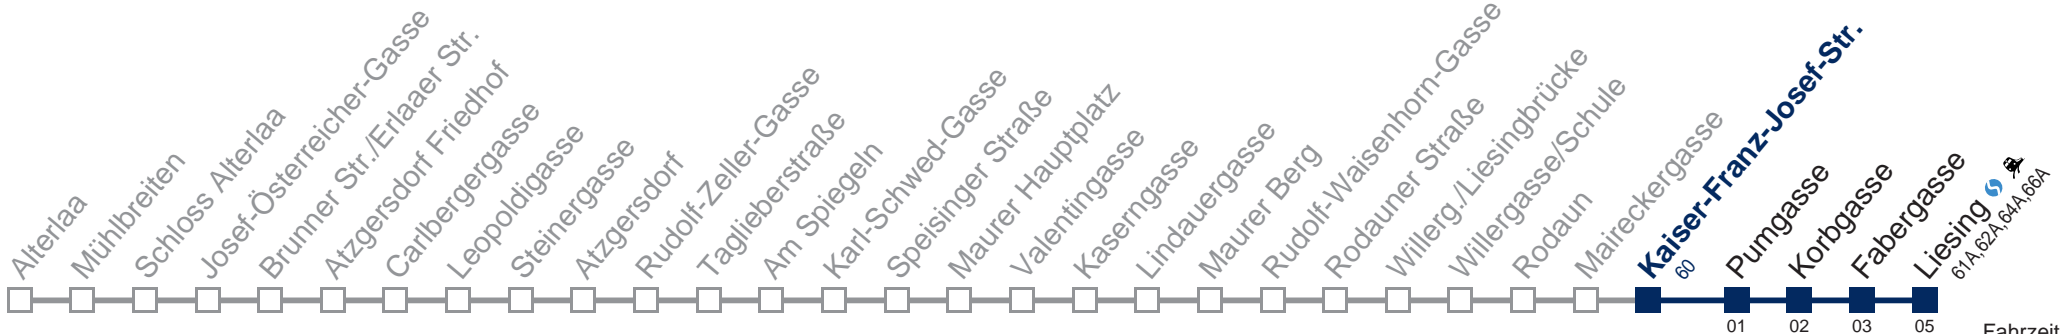 Alterlaa
Mühlbreiten
Schloss Alterlaa
Josef-Österreicher-Gasse
Brunner Str./Erlaaer Str.
Atzgersdorf Friedhof
Carlbergergasse
Leopoldigasse
Steinergasse
Atzgersdorf
Rudolf-Zeller-Gasse
Taglieberstraße
Am Spiegeln
Karl-Schwed-Gasse
Speisinger Straße
Maurer Hauptplatz
Valentingasse
Kaserngasse
Lindauergasse
Maurer Berg
Rudolf-Waisenhorn-Gasse
Rodauner Straße
Willerg./Liesingbrücke
Willergasse/Schule
Rodaun
Maireckergasse
Kaiser-Franz-Josef-Str.
60
Pumgasse
Korbgasse
Fabergasse
Liesing
61A,62A,64A,66A
01 02 03 05
Fahrzeit